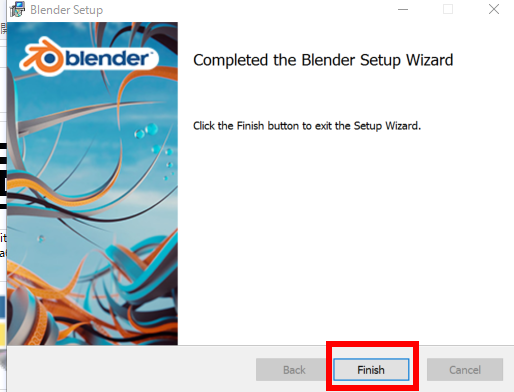 Blender Setup
blender
Completed the Blender Setup Wizard
Click the Finish button to exit the Setup Wizard.
Back
Finish
Cancel